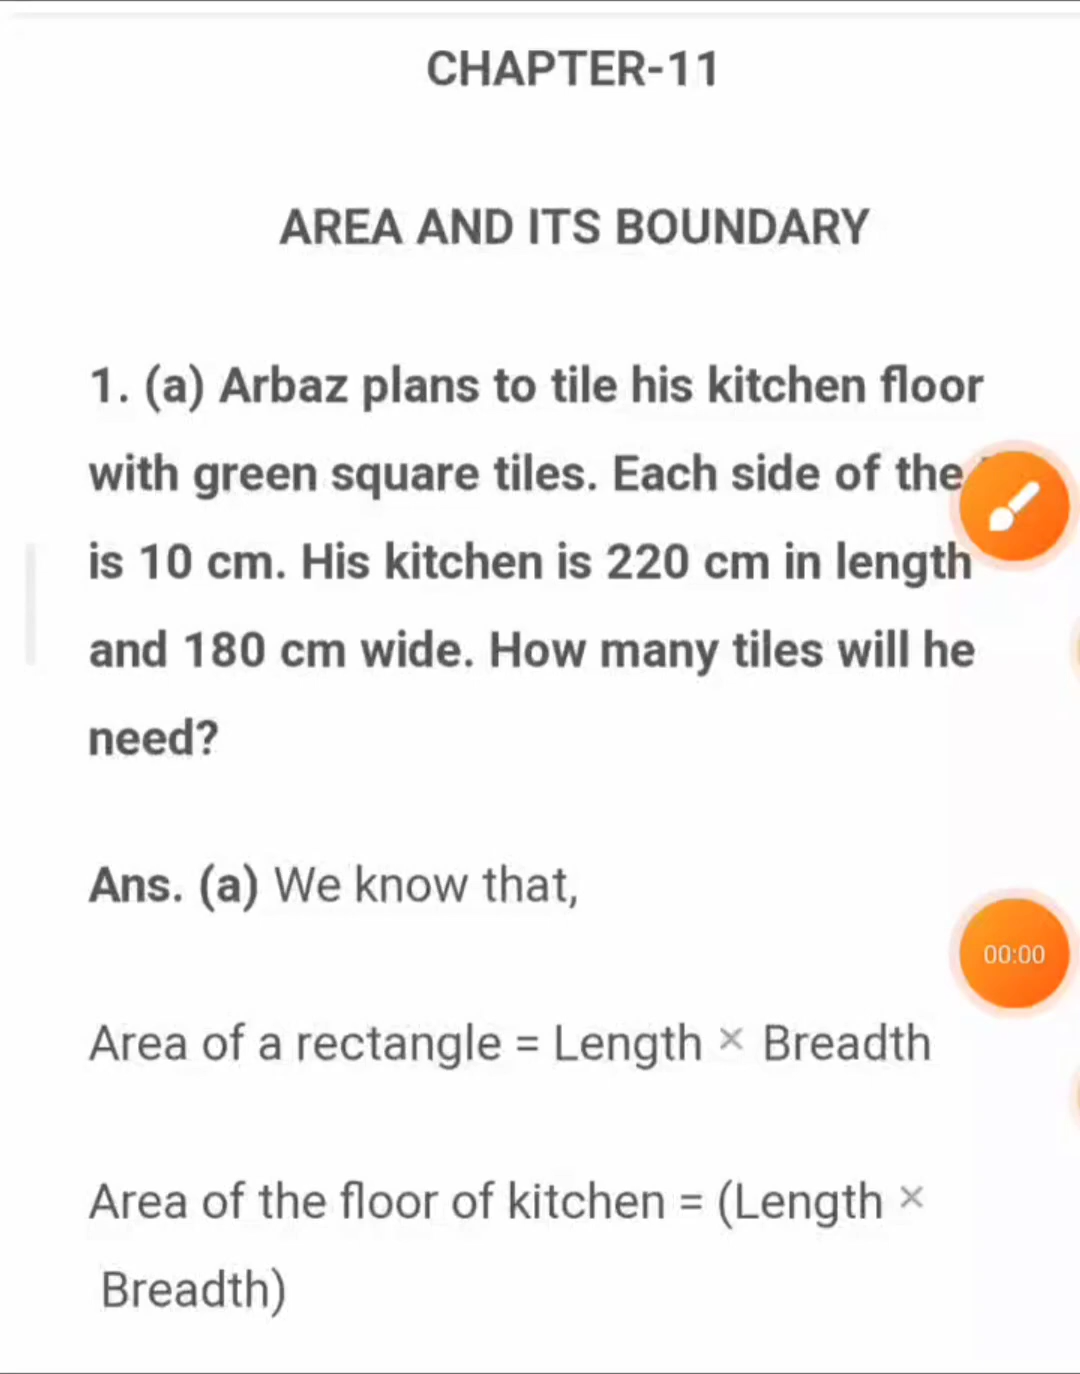 CHAPTER-11
AREA AND ITS BOUNDARY
1. (a) Arbaz plans to tile his kitchen floor
with green square tiles. Each side of the
is 10 cm. His kitchen is 220 cm in length
and 180 cm wide. How many tiles will he
need?
Ans. (a) We know that,
00:00
Area of a rectangle = Length × Breadth
Area of the floor of kitchen = (Length ×
Breadth)